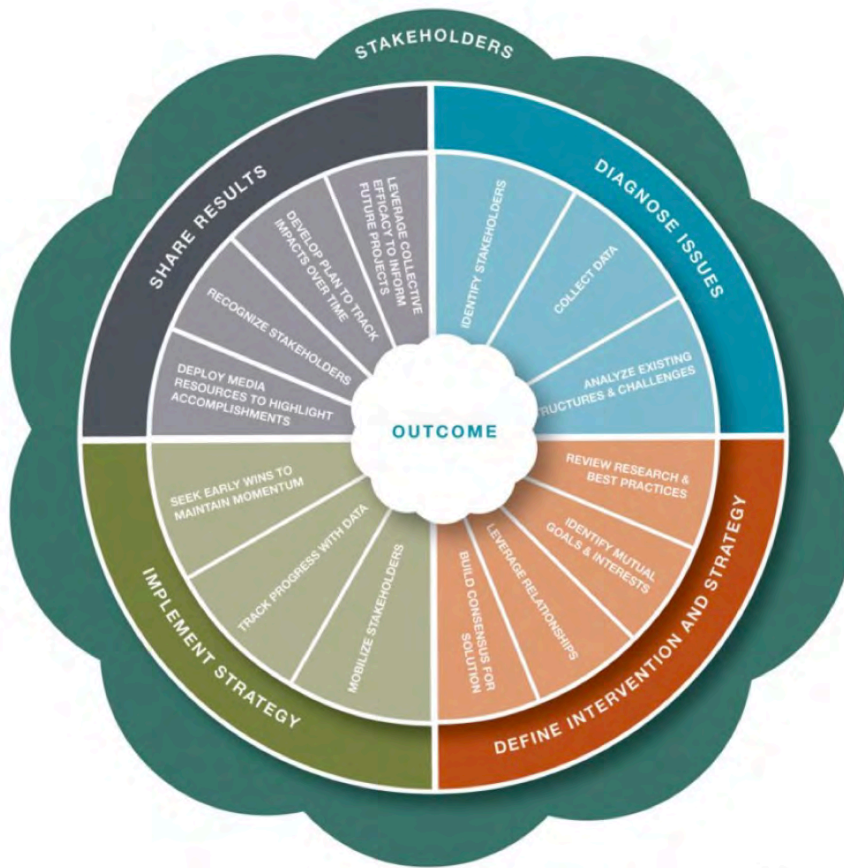 STAKEHOLDERS
DIAGNOSE ISSUES
IDENTIFY STAKEHOLDERS
COLLECT DATA
ANALYZE EXISTING
TRUCTURES & CHALLENGES
DEFINE INTERVENTION AND STRATEGY
REVIEW RESEARCH &
BEST PRACTICES
IDENTIFY MUTUAL
GOALS & INTERESTS
LEVERAGE RELATIONSHIPS
BUILD CONSENSUS FOR
SOLUTION
IMPLEMENT STRATEGY
MOBILIZE STAKEHOLDERS
TRACK PROGRESS WITH DATA
SEEK EARLY WINS TO
MAINTAIN MOMENTUM
SHARE RESULTS
DEPLOY MEDIA
RESOURCES TO HIGHLIGHT
ACCOMPLISHMENTS
RECOGNIZE STAKEHOLDERS
DEVELOP PLAN TO TRACK
IMPACTS OVER TIME
LEVERAGE COLLECTIVE
EFFICACY TO INFORM
FUTURE PROJECTS
OUTCOME